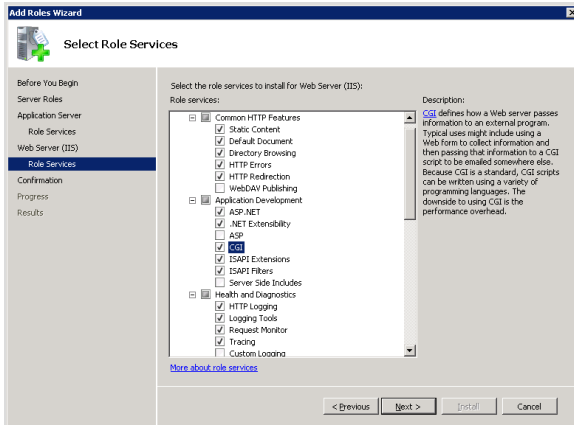 Add Roles Wizard
Select Role Services
Before You Begin
Server Roles
Application Server
Role Services
Web Server (IIS)
Role Services
Confirmation
Progress
Results
Select the role services to install for Web Server (IIS):
Role services:
Common HTTP Features
Static Content
Default Document
Directory Browsing
HTTP Errors
HTTP Redirection
WebDAV Publishing
Application Development
ASP.NET
.NET Extensibility
ASP
CGI
ISAPI Extensions
ISAPI Filters
Server Side Includes
Health and Diagnostics
HTTP Logging
Logging Tools
Request Monitor
Tracing
Custom Logging
More about role services
Description:
CGI defines how a Web server passes
information to an external program.
Typical uses might include using a
Web form to collect information and
then passing that information to a CGI
script to be emailed somewhere else.
Because CGI is a standard, CGI scripts
can be written using a variety of
programming languages. The
downside to using CGI is the
performance overhead.
< Previous
Next >
Install
Cancel